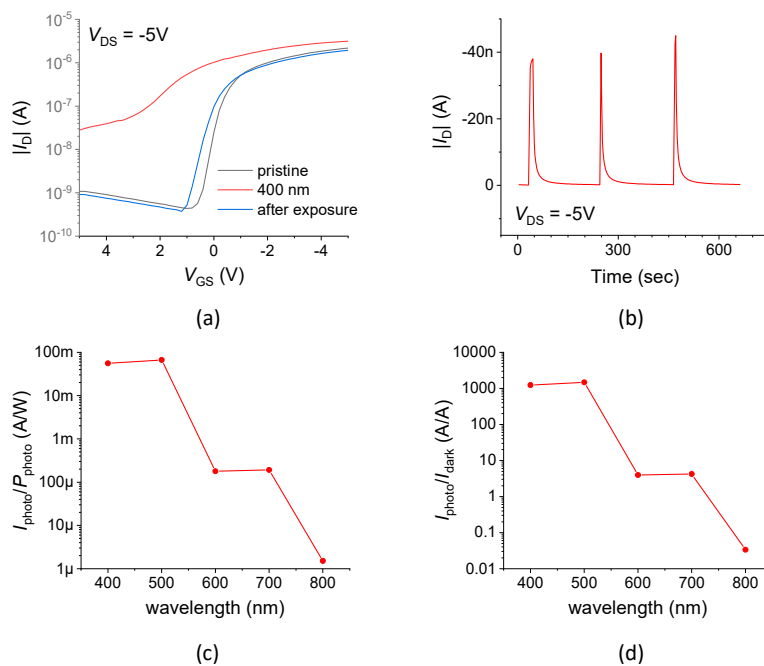 V_DS = -5V
10⁻⁵
10⁻⁶
10⁻⁷
10⁻⁸
10⁻⁹
10⁻¹⁰
|I_D| (A)
pristine
400 nm
after exposure
4 2 0 -2 -4
V_GS (V)
(a)
-40n
-20n
0
|I_D| (A)
V_DS = -5V
0 300 600
Time (sec)
(b)
100m
10m
1m
100µ
10µ
1µ
I_photo/P_photo (A/W)
400 500 600 700 800
wavelength (nm)
(c)
10000
1000
100
10
1
0.1
0.01
I_photo/I_dark (A/A)
400 500 600 700 800
wavelength (nm)
(d)